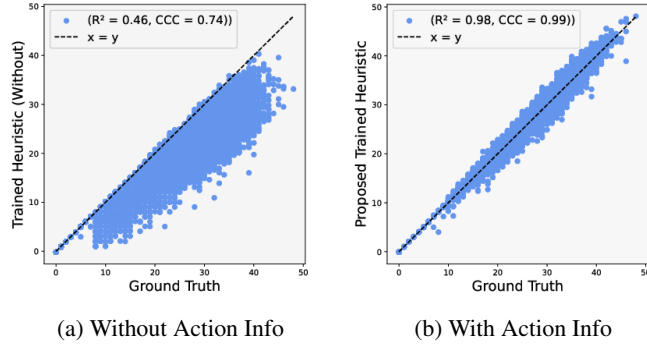 (R² = 0.46, CCC = 0.74))
x = y
Trained Heuristic (Without)
50
40
30
20
10
0
0 10 20 30 40 50
Ground Truth
(a) Without Action Info
(R² = 0.98, CCC = 0.99))
x = y
Proposed Trained Heuristic
50
40
30
20
10
0
0 10 20 30 40 50
Ground Truth
(b) With Action Info